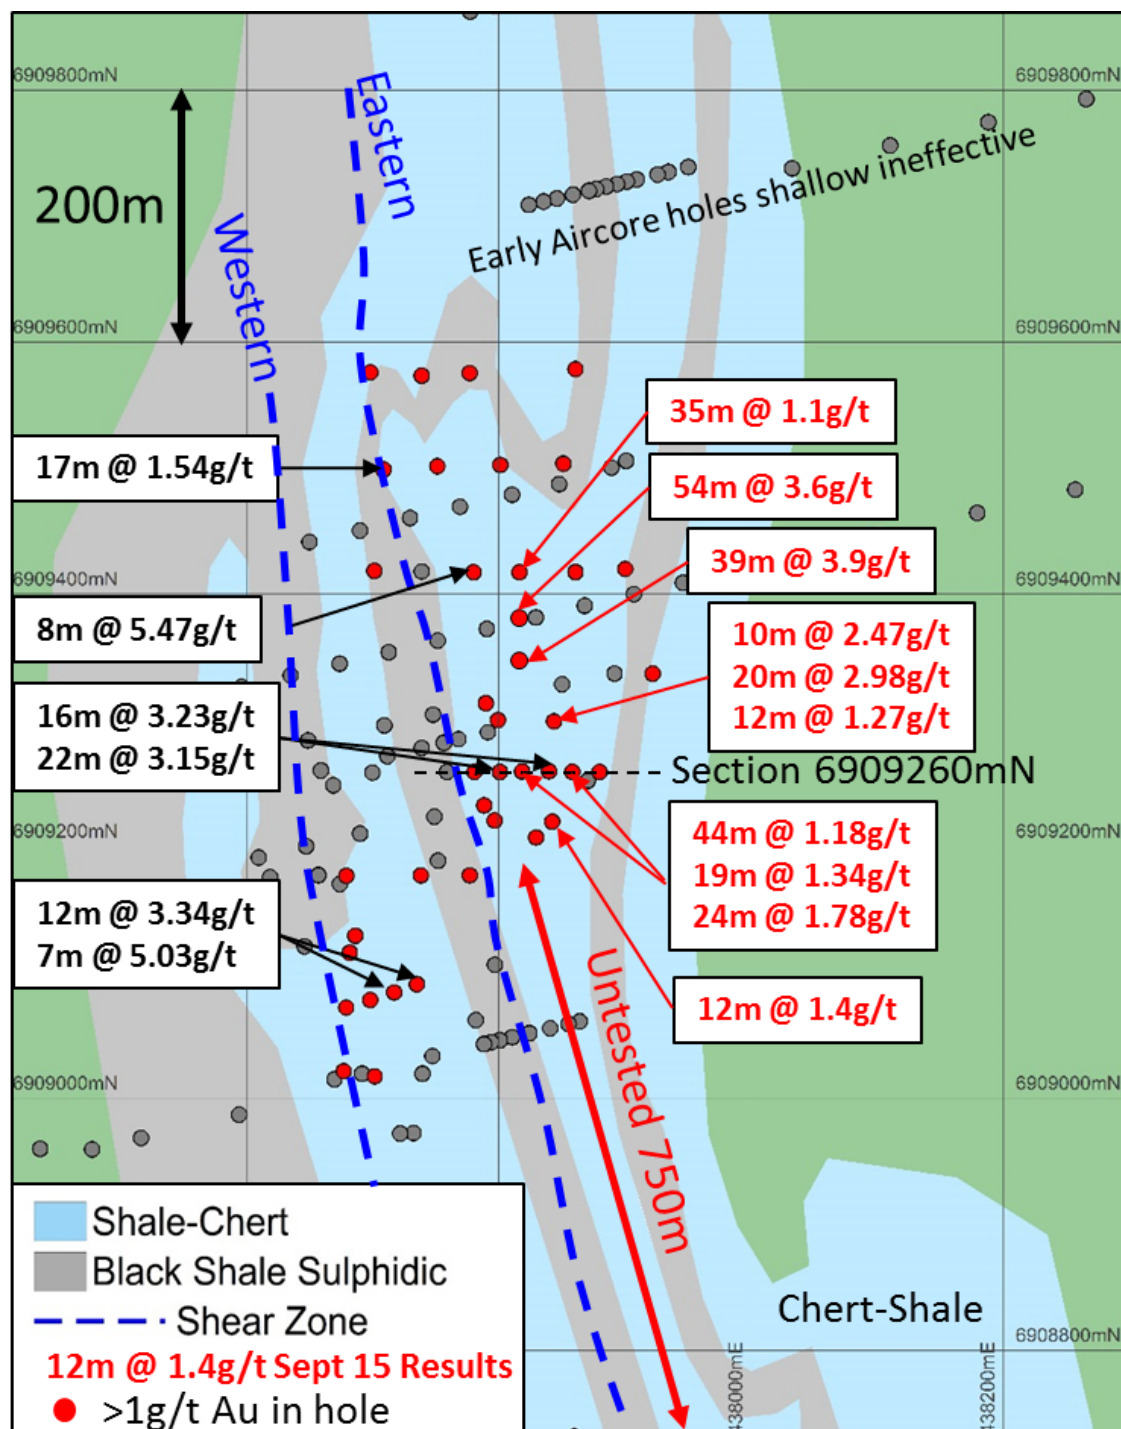 6909800mN
6909800mN
Eastern
200m
Western
Early Aircore holes shallow ineffective
6909600mN
6909600mN
35m @ 1.1g/t
17m @ 1.54g/t
54m @ 3.6g/t
39m @ 3.9g/t
6909400mN
6909400mN
8m @ 5.47g/t
10m @ 2.47g/t
20m @ 2.98g/t
12m @ 1.27g/t
16m @ 3.23g/t
22m @ 3.15g/t
Section 6909260mN
6909200mN
6909200mN
44m @ 1.18g/t
19m @ 1.34g/t
24m @ 1.78g/t
12m @ 3.34g/t
7m @ 5.03g/t
12m @ 1.4g/t
Untested 750m
6909000mN
6909000mN
Shale-Chert
Black Shale Sulphidic
Shear Zone
12m @ 1.4g/t Sept 15 Results
>1g/t Au in hole
Chert-Shale
6908800mN
438000mE
438200mE